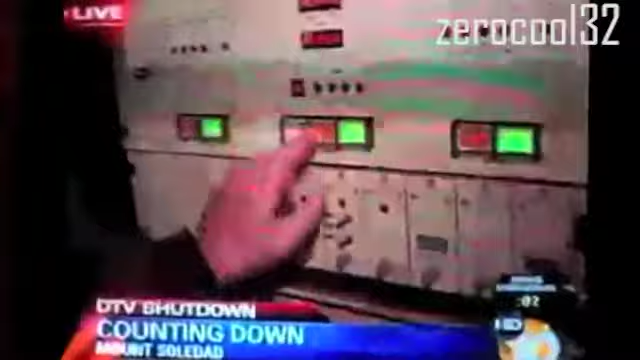 LIVE
zerocool32
DTV SHUTDOWN
COUNTING DOWN
MOUNT SOLEDAD
:02